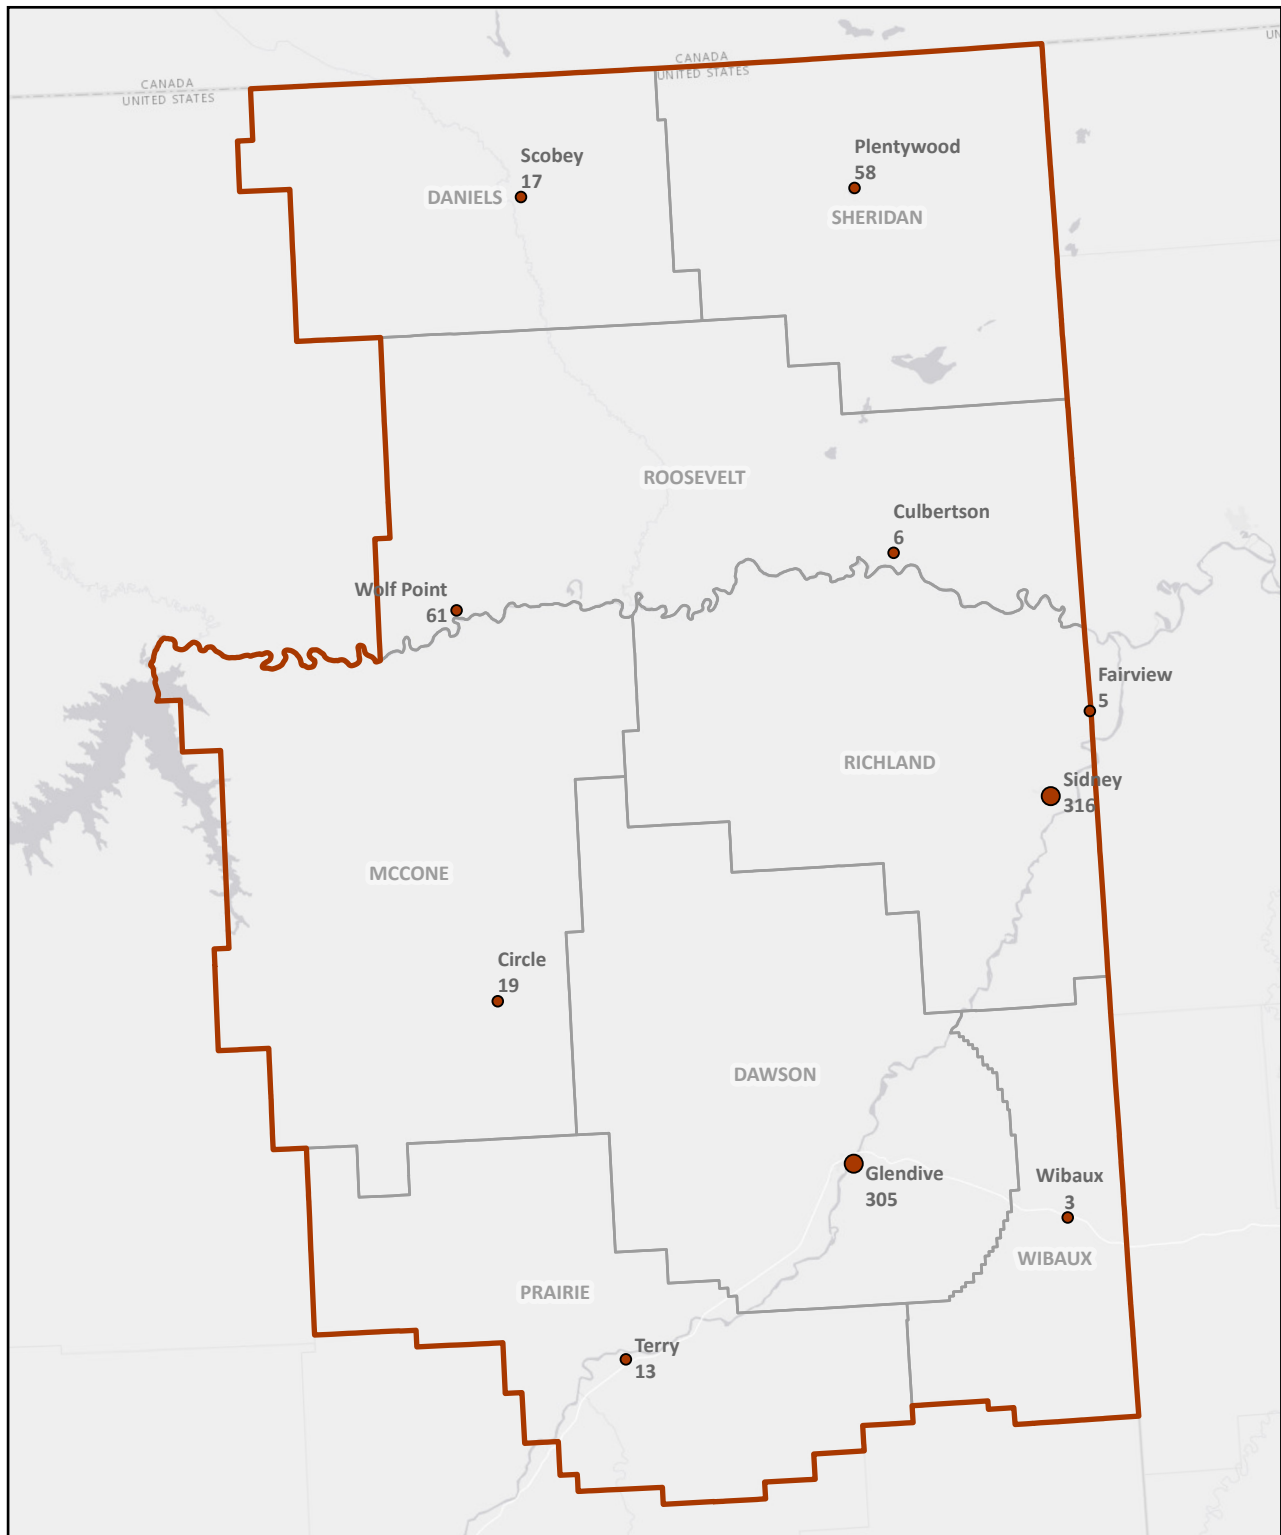 UN
CANADA
UNITED STATES
CANADA
UNITED STATES
Scobey
17
DANIELS
Plentywood
58
SHERIDAN
ROOSEVELT
Culbertson
6
Wolf Point
61
Fairview
5
RICHLAND
Sidney
316
MCCONE
Circle
19
DAWSON
Glendive
305
Wibaux
3
WIBAUX
PRAIRIE
Terry
13